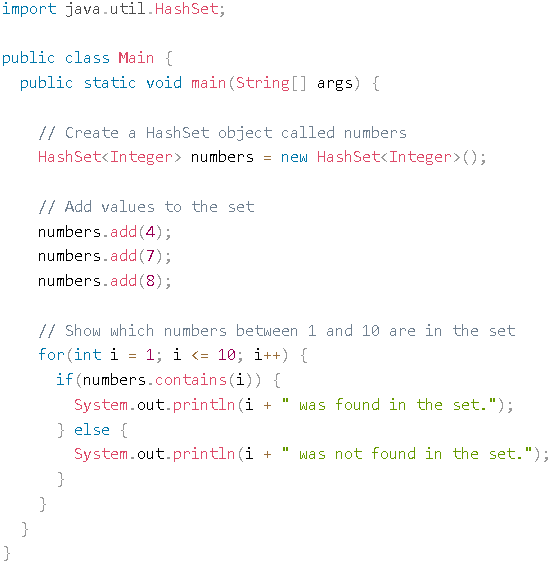 import java.util.HashSet;

public class Main {
  public static void main(String[] args) {

    // Create a HashSet object called numbers
    HashSet<Integer> numbers = new HashSet<Integer>();

    // Add values to the set
    numbers.add(4);
    numbers.add(7);
    numbers.add(8);

    // Show which numbers between 1 and 10 are in the set
    for(int i = 1; i <= 10; i++) {
      if(numbers.contains(i)) {
        System.out.println(i + " was found in the set.");
      } else {
        System.out.println(i + " was not found in the set.");
      }
    }
  }
}